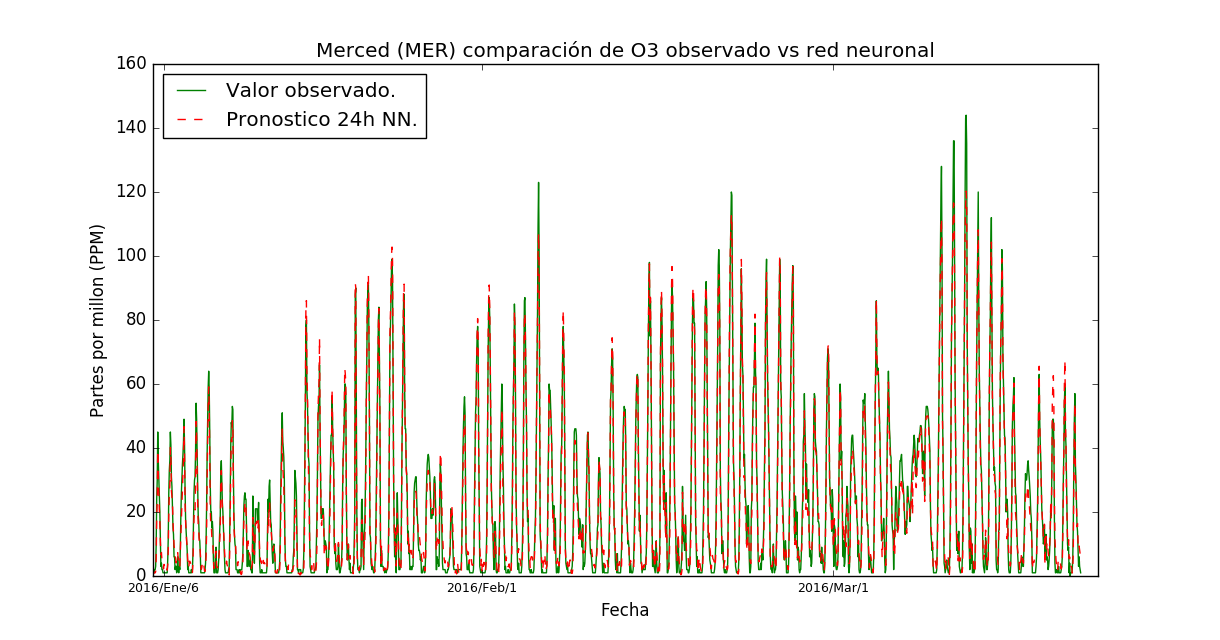 Merced (MER) comparación de O3 observado vs red neuronal
Valor observado.
Pronostico 24h NN.
Partes por millon (PPM)
160
140
120
100
80
60
40
20
0
2016/Ene/6
2016/Feb/1
2016/Mar/1
Fecha